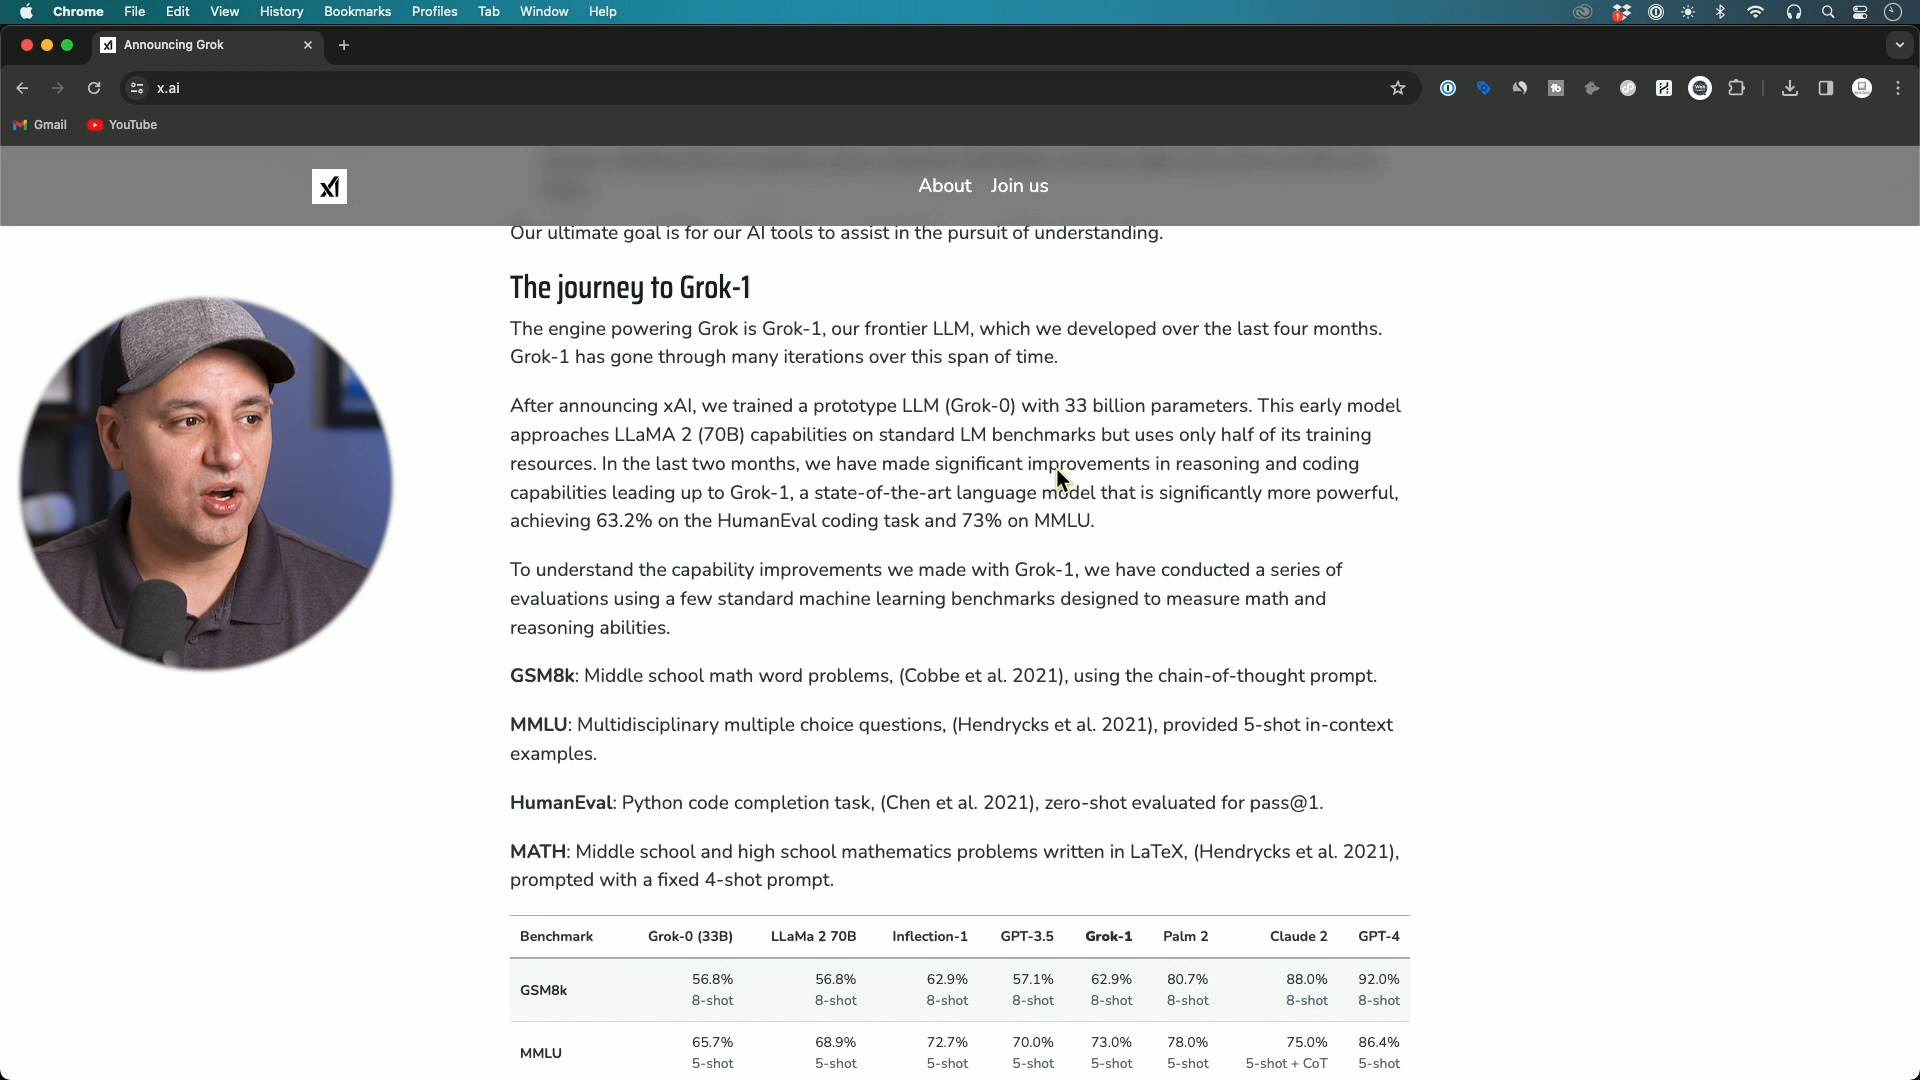 Chrome File Edit View History Bookmarks Profiles Tab Window Help
Announcing Grok
x.ai
Gmail YouTube
xI About Join us
Our ultimate goal is for our AI tools to assist in the pursuit of understanding.
The journey to Grok-1
The engine powering Grok is Grok-1, our frontier LLM, which we developed over the last four months.
Grok-1 has gone through many iterations over this span of time.
After announcing xAI, we trained a prototype LLM (Grok-0) with 33 billion parameters. This early model
approaches LLaMA 2 (70B) capabilities on standard LM benchmarks but uses only half of its training
resources. In the last two months, we have made significant improvements in reasoning and coding
capabilities leading up to Grok-1, a state-of-the-art language model that is significantly more powerful,
achieving 63.2% on the HumanEval coding task and 73% on MMLU.
To understand the capability improvements we made with Grok-1, we have conducted a series of
evaluations using a few standard machine learning benchmarks designed to measure math and
reasoning abilities.
GSM8k: Middle school math word problems, (Cobbe et al. 2021), using the chain-of-thought prompt.
MMLU: Multidisciplinary multiple choice questions, (Hendrycks et al. 2021), provided 5-shot in-context
examples.
HumanEval: Python code completion task, (Chen et al. 2021), zero-shot evaluated for pass@1.
MATH: Middle school and high school mathematics problems written in LaTeX, (Hendrycks et al. 2021),
prompted with a fixed 4-shot prompt.
Benchmark Grok-0 (33B) LLaMa 2 70B Inflection-1 GPT-3.5 Grok-1 Palm 2 Claude 2 GPT-4
GSM8k 56.8% 56.8% 62.9% 57.1% 62.9% 80.7% 88.0% 92.0%
8-shot 8-shot 8-shot 8-shot 8-shot 8-shot 8-shot 8-shot
MMLU 65.7% 68.9% 72.7% 70.0% 73.0% 78.0% 75.0% 86.4%
5-shot 5-shot 5-shot 5-shot 5-shot 5-shot 5-shot + CoT 5-shot